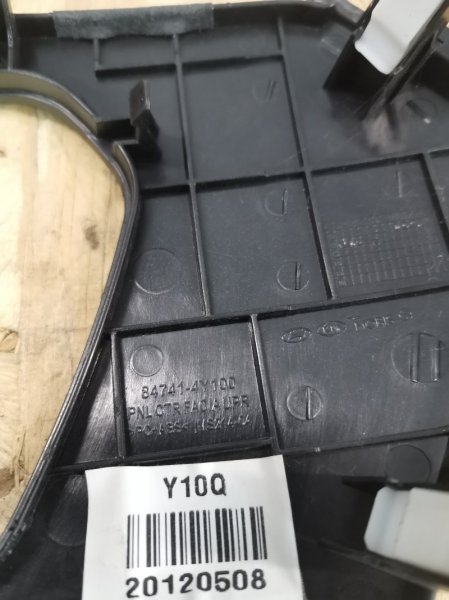 84741-4Y100
PNL CTR FACIA UPR
Y10Q
20120508